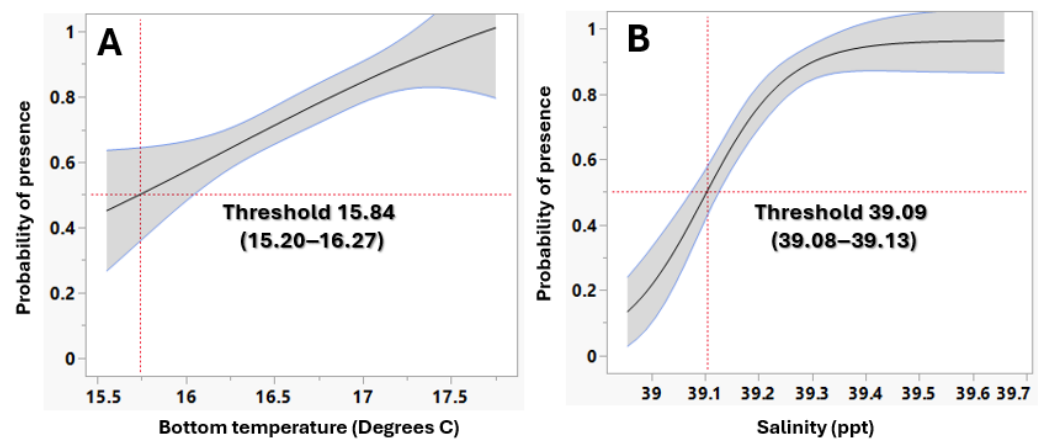 A
1
0.8
0.6
0.4
0.2
0
Probability of presence
Threshold 15.84
(15.20–16.27)
15.5 16 16.5 17 17.5
Bottom temperature (Degrees C)
B
1
0.8
0.6
0.4
0.2
0
Probability of presence
Threshold 39.09
(39.08–39.13)
39 39.1 39.2 39.3 39.4 39.5 39.6 39.7
Salinity (ppt)